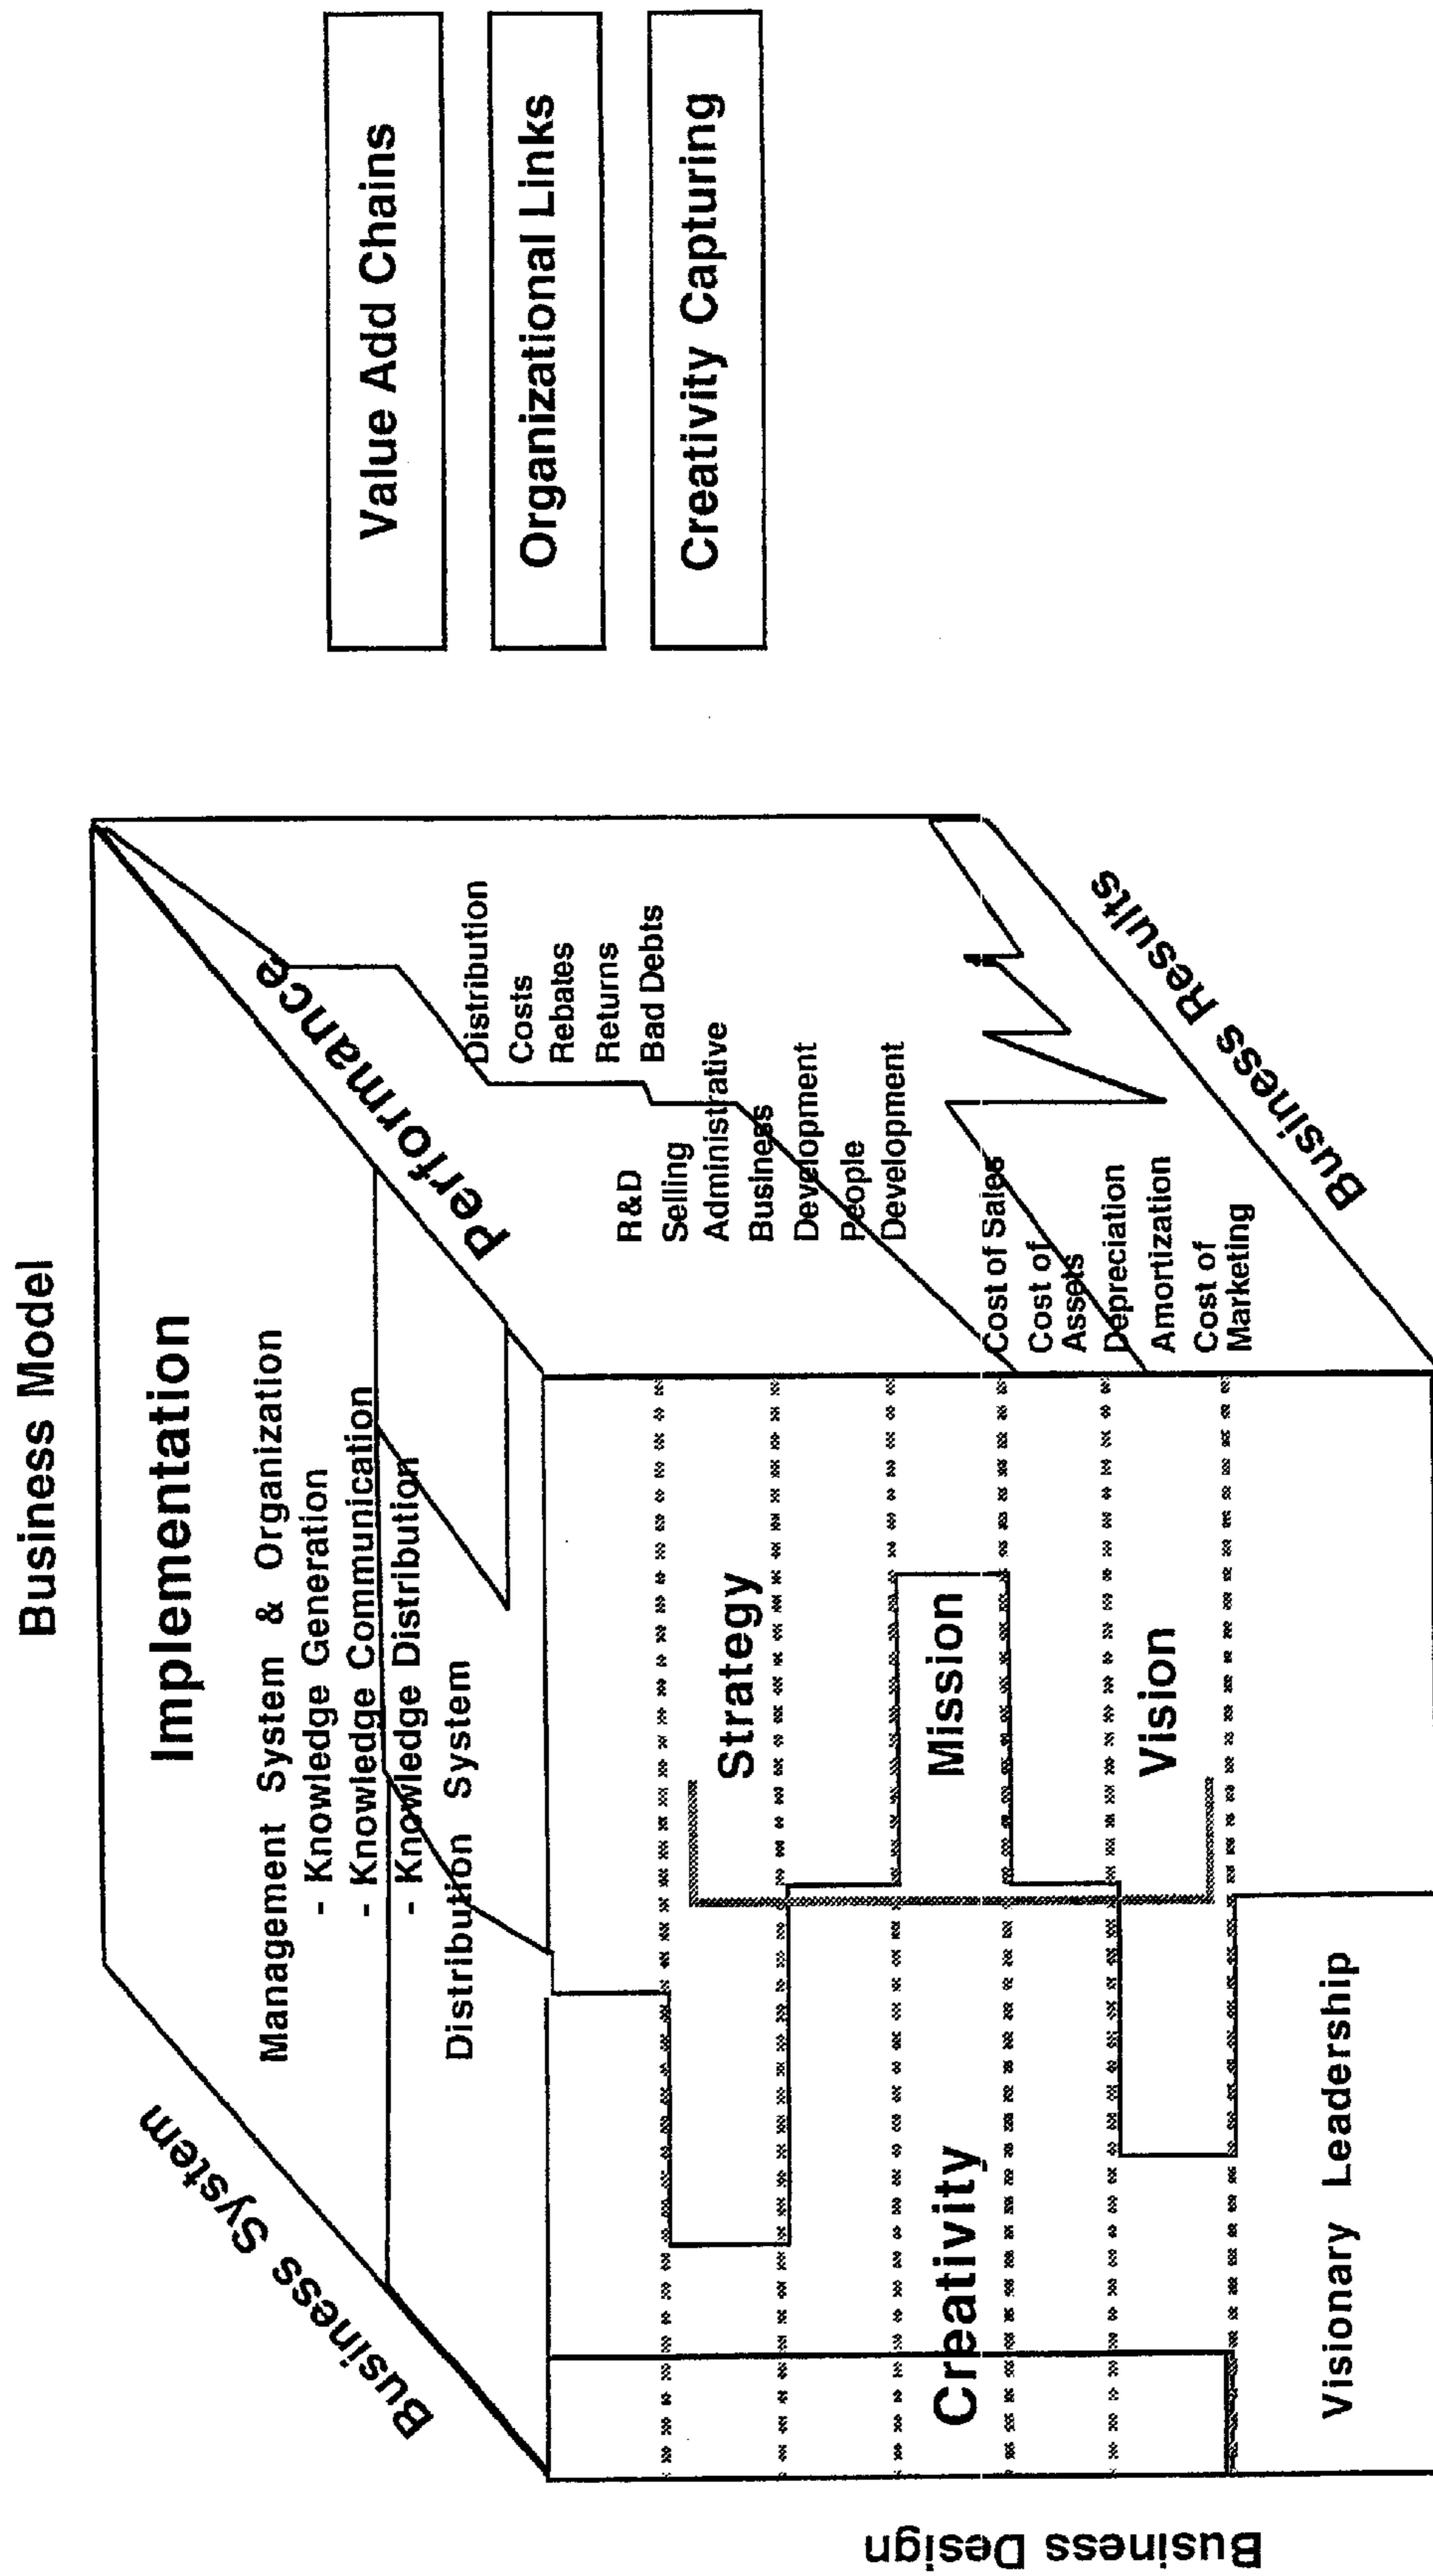 Business Model
Business System
Implementation
Management System & Organization
- Knowledge Generation
- Knowledge Communication
- Knowledge Distribution
Distribution System
Performance
Distribution
Costs
Rebates
Returns
Bad Debts
R&D
Selling
Administrative
Business
Development
People
Development
Cost of Sales
Cost of
Assets
Depreciation
Amortization
Cost of
Marketing
Business Results
Business Design
Creativity
Strategy
Mission
Vision
Visionary Leadership
Value Add Chains
Organizational Links
Creativity Capturing